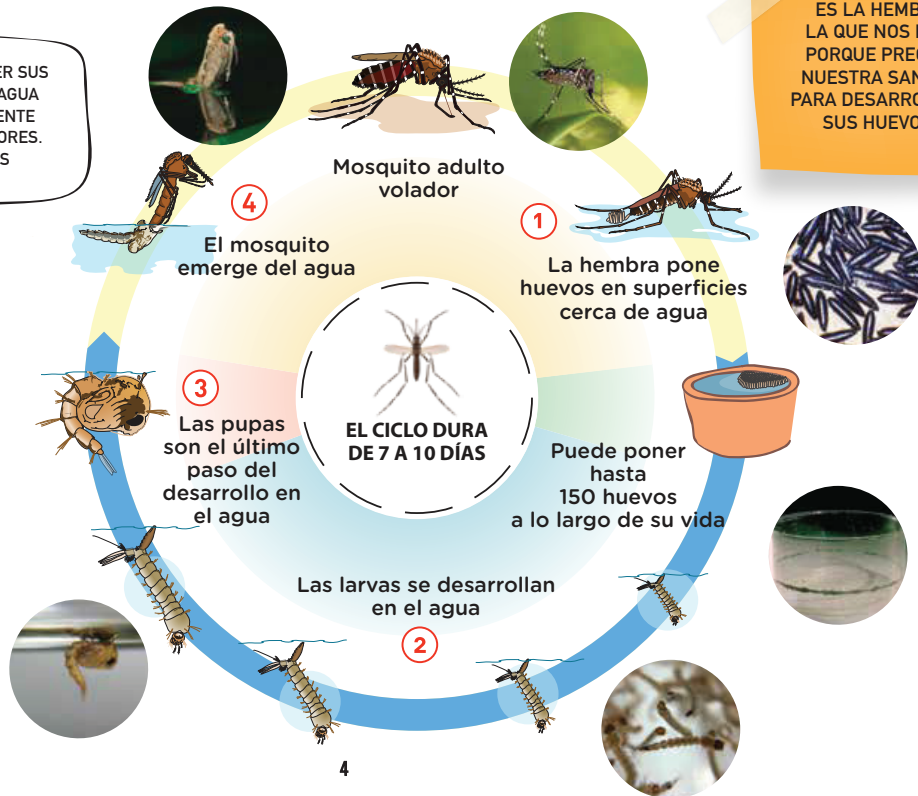 ER SUS
AGUA
ENTE
ORES.
S
ES LA HEMB
LA QUE NOS
PORQUE PREC
NUESTRA SAN
PARA DESARRO
SUS HUEVO
Mosquito adulto
volador
1
La hembra pone
huevos en superficies
cerca de agua
Puede poner
hasta
150 huevos
a lo largo de su vida
2
Las larvas se desarrollan
en el agua
3
Las pupas
son el último
paso del
desarrollo en
el agua
4
El mosquito
emerge del agua
EL CICLO DURA
DE 7 A 10 DÍAS
4